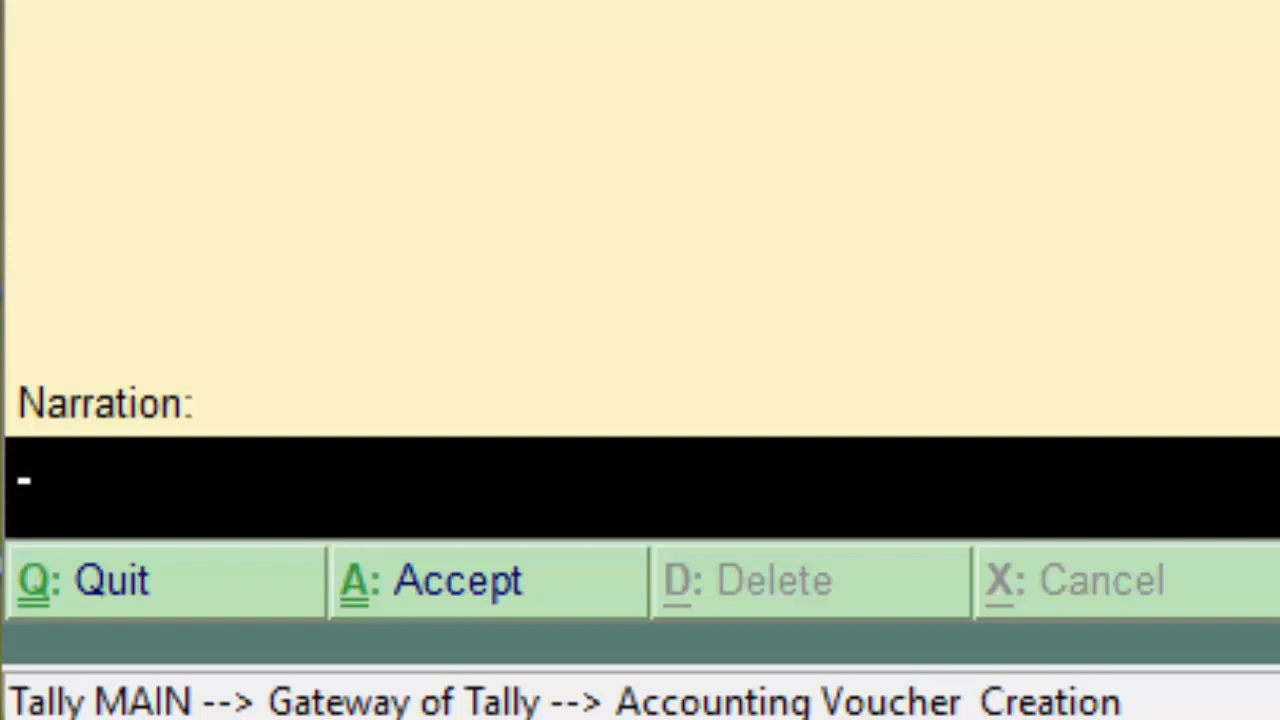 Narration:
-
Q: Quit A: Accept D: Delete X: Cancel
Tally MAIN --> Gateway of Tally --> Accounting Voucher  Creation